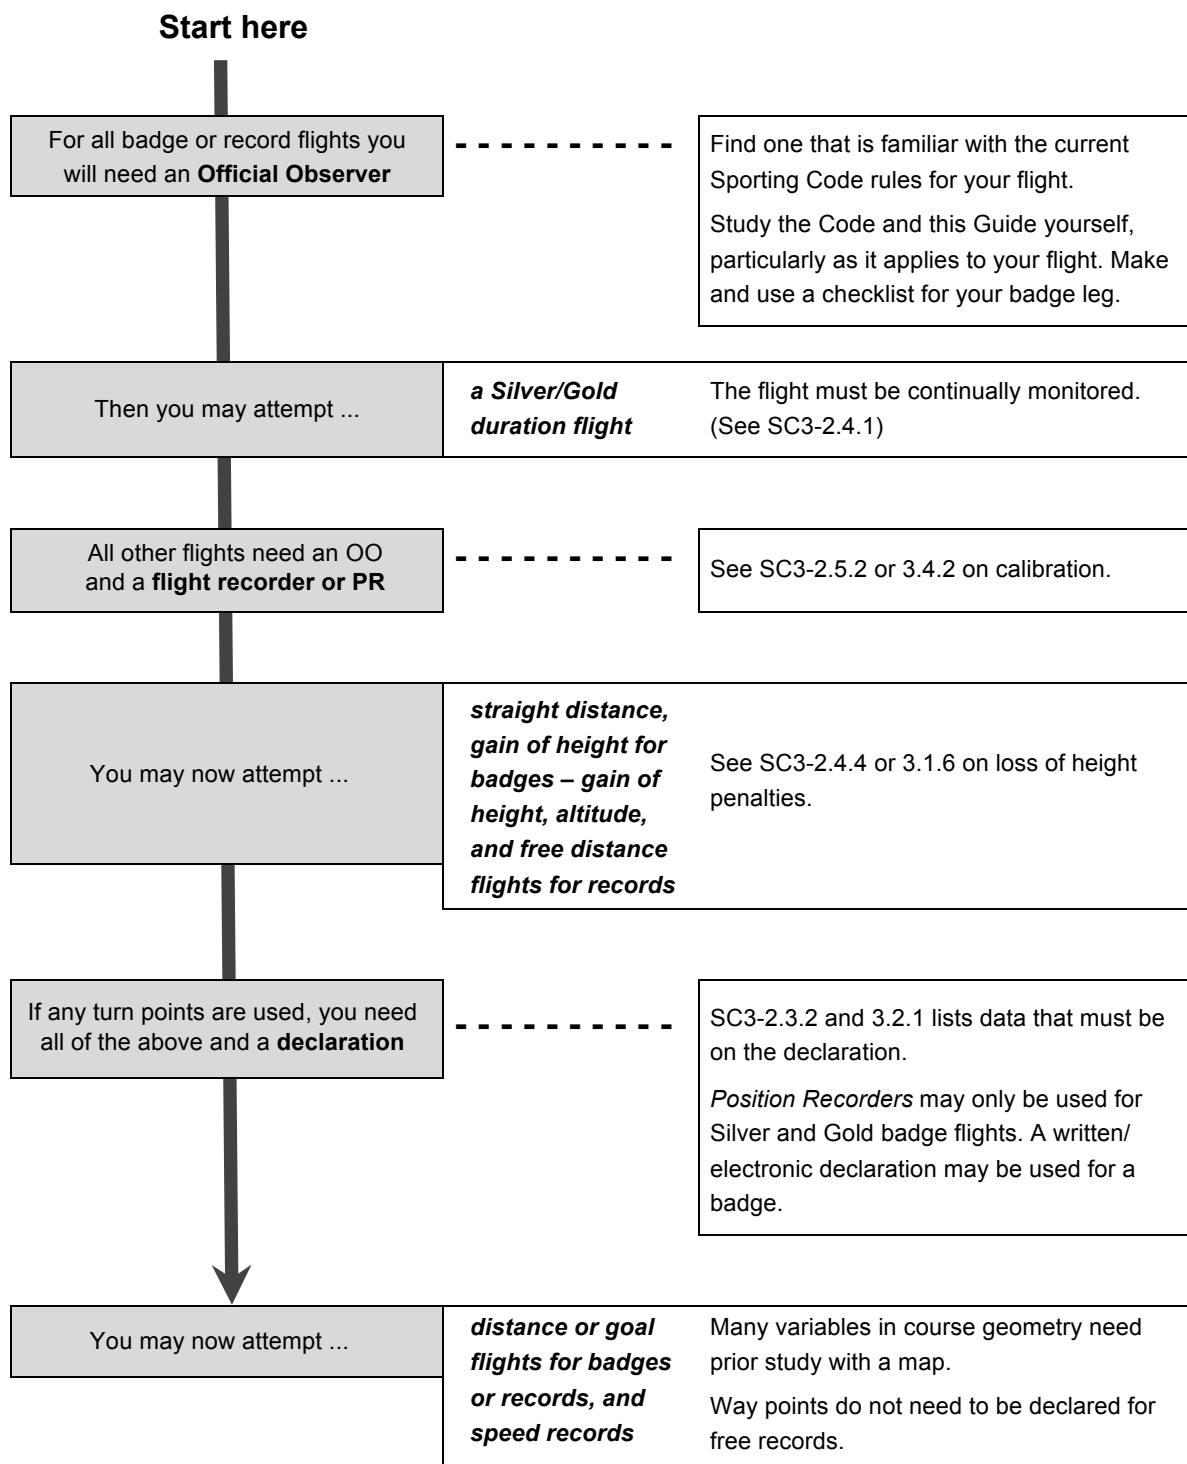 Start here
For all badge or record flights you
will need an Official Observer
- - - - - - - - - -
Find one that is familiar with the current
Sporting Code rules for your flight.
Study the Code and this Guide yourself,
particularly as it applies to your flight. Make
and use a checklist for your badge leg.
Then you may attempt ...
a Silver/Gold
duration flight
The flight must be continually monitored.
(See SC3-2.4.1)
All other flights need an OO
and a flight recorder or PR
- - - - - - - - - -
See SC3-2.5.2 or 3.4.2 on calibration.
You may now attempt ...
straight distance,
gain of height for
badges – gain of
height, altitude,
and free distance
flights for records
See SC3-2.4.4 or 3.1.6 on loss of height
penalties.
If any turn points are used, you need
all of the above and a declaration
- - - - - - - - - -
SC3-2.3.2 and 3.2.1 lists data that must be
on the declaration.
Position Recorders may only be used for
Silver and Gold badge flights. A written/
electronic declaration may be used for a
badge.
You may now attempt ...
distance or goal
flights for badges
or records, and
speed records
Many variables in course geometry need
prior study with a map.
Way points do not need to be declared for
free records.